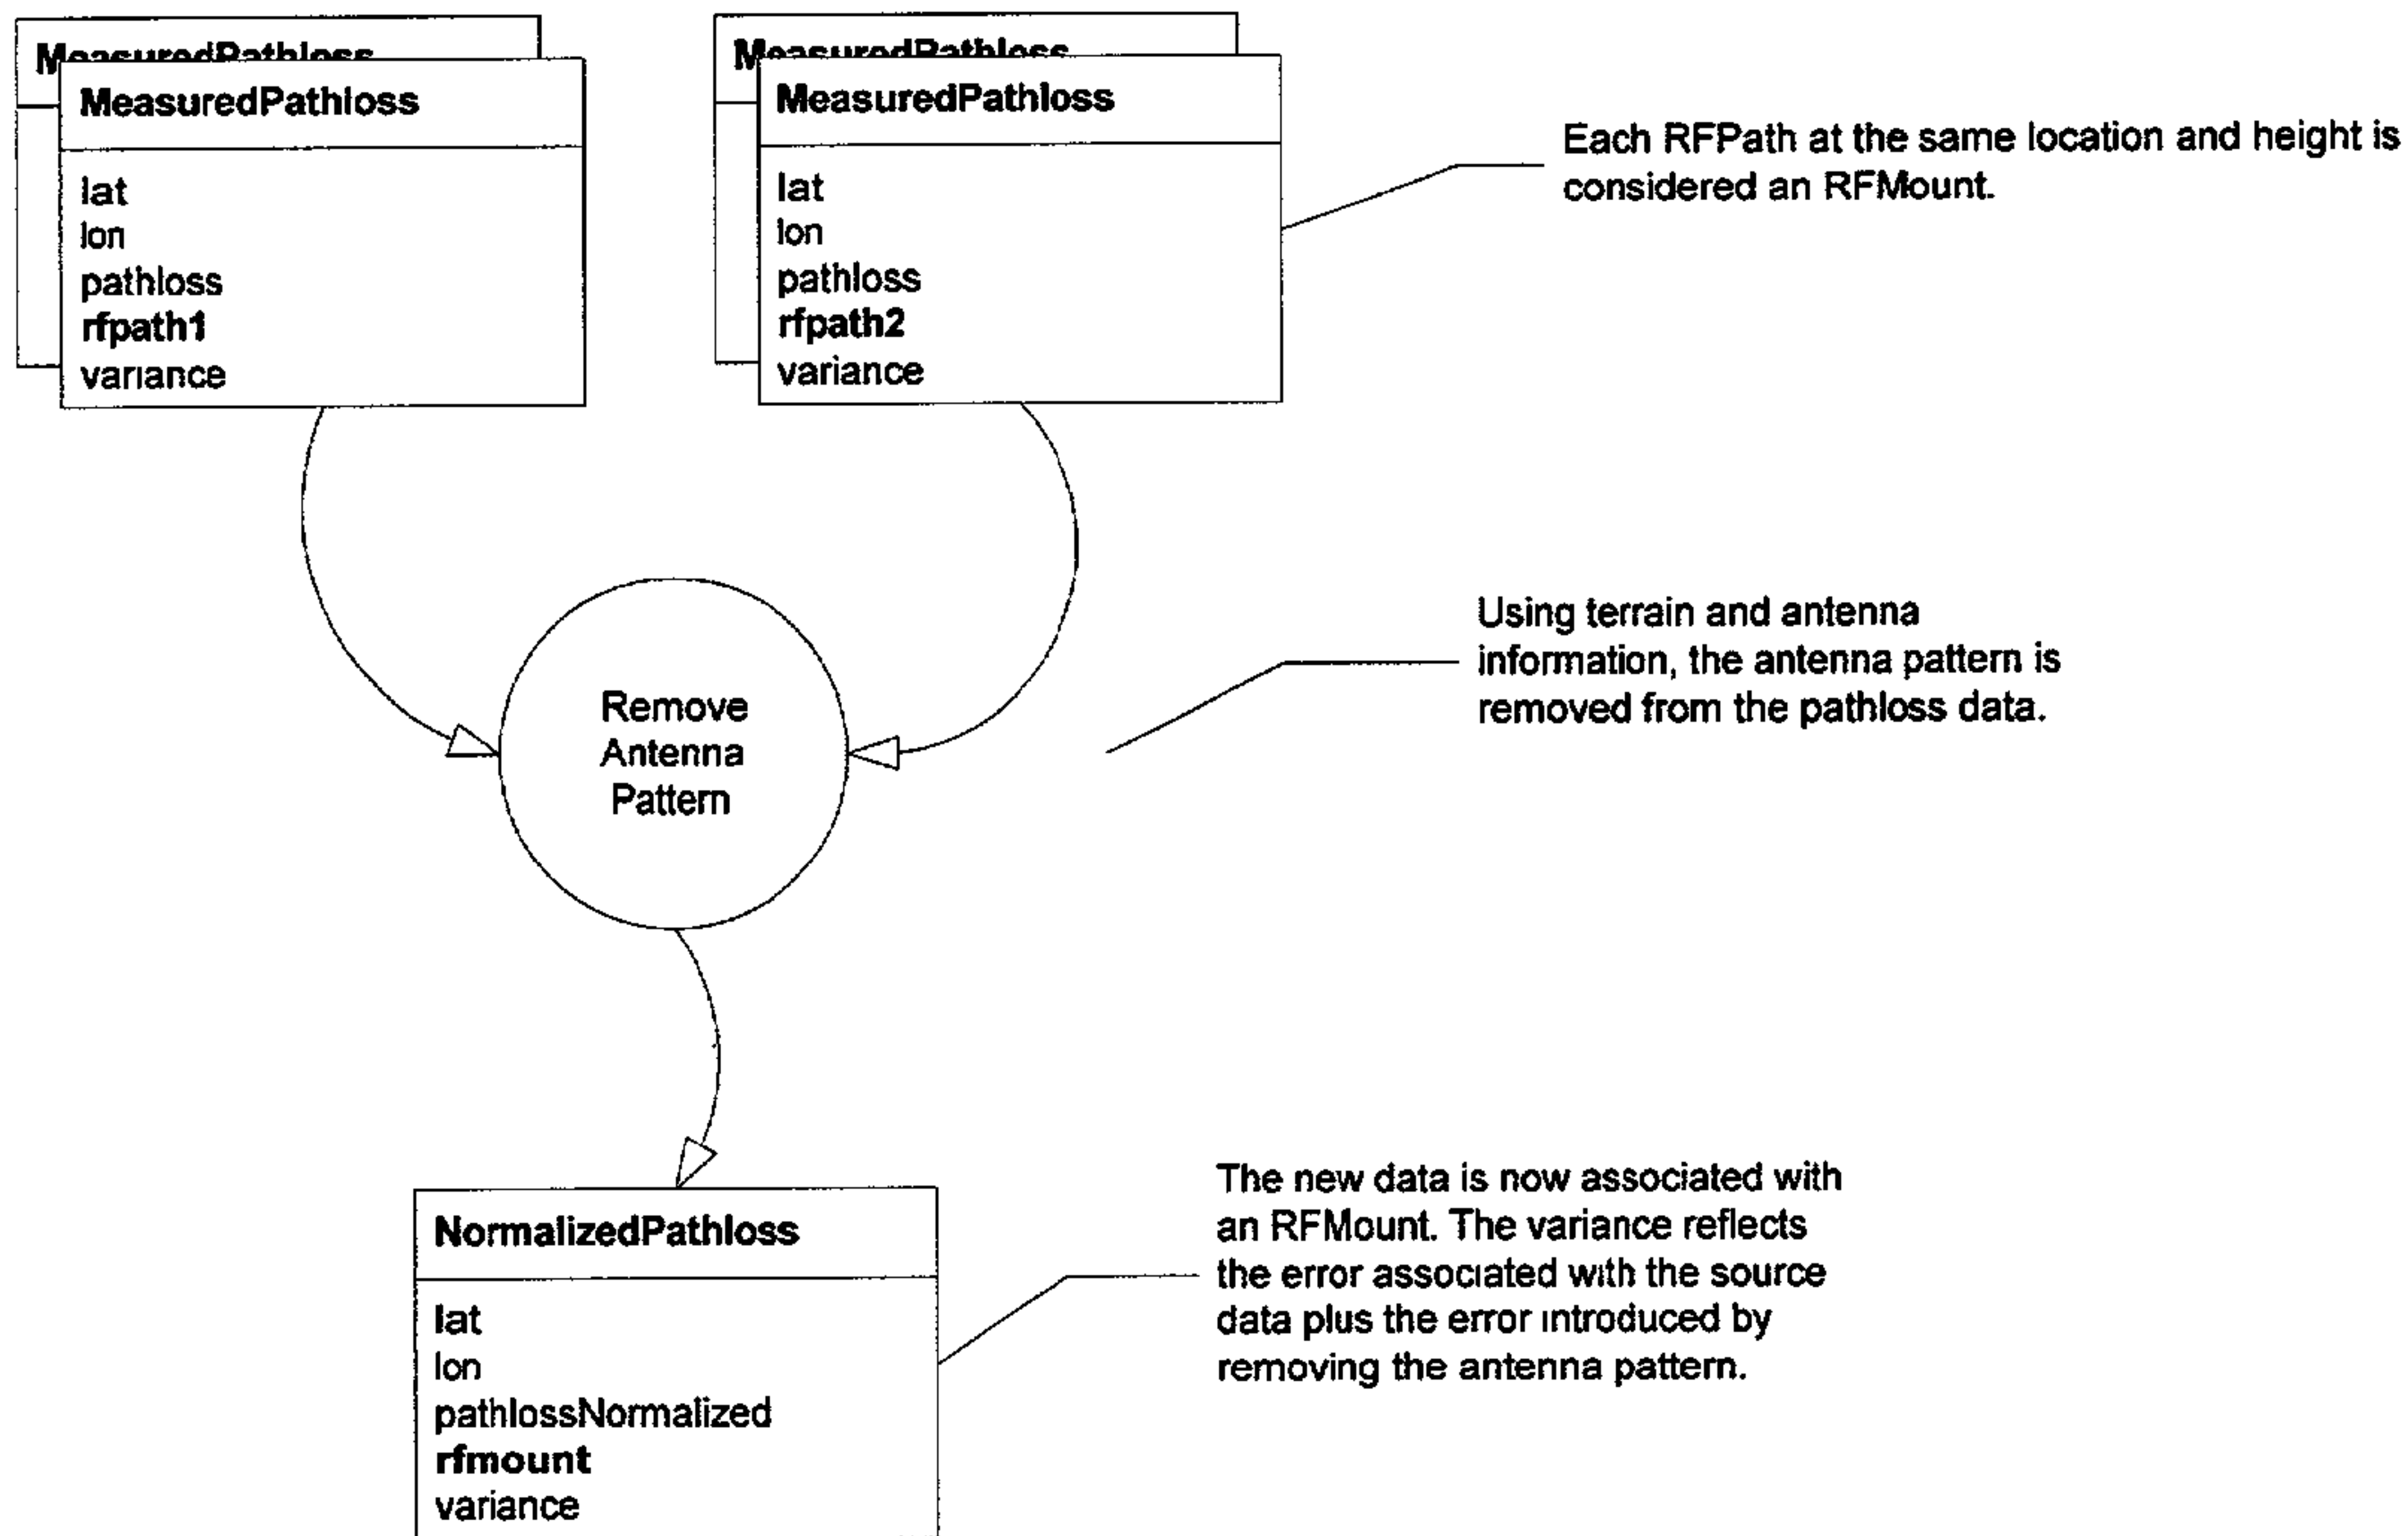 MeasuredPathloss
MeasuredPathloss
lat
lon
pathloss
rfpath1
variance
MeasuredPathloss
MeasuredPathloss
lat
lon
pathloss
rfpath2
variance
Each RFPath at the same location and height is
considered an RFMount.
Remove
Antenna
Pattern
Using terrain and antenna
information, the antenna pattern is
removed from the pathloss data.
NormalizedPathloss
lat
lon
pathlossNormalized
rfmount
variance
The new data is now associated with
an RFMount. The variance reflects
the error associated with the source
data plus the error introduced by
removing the antenna pattern.